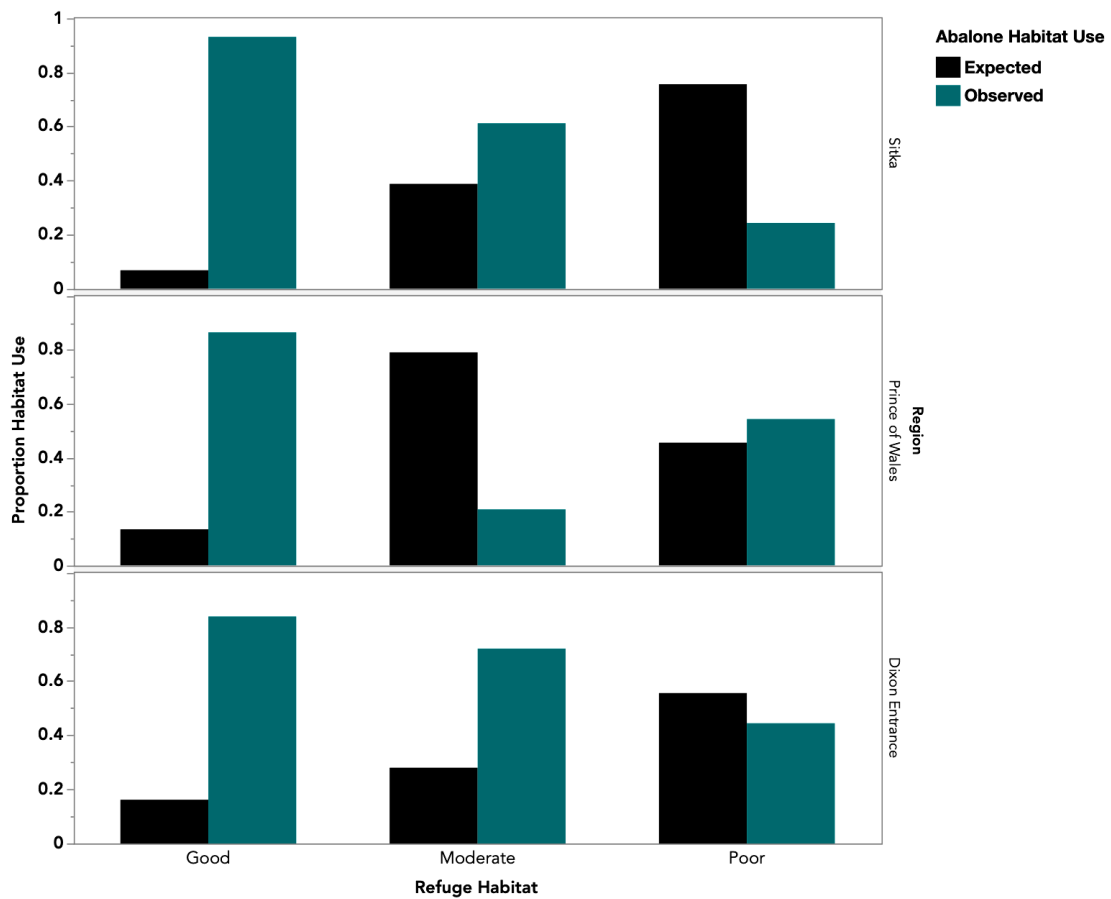 Abalone Habitat Use
Expected
Observed
1
0.8
0.6
0.4
0.2
0
Sitka
0.8
0.6
0.4
0.2
0
Prince of Wales
0.8
0.6
0.4
0.2
0
Dixon Entrance
Proportion Habitat Use
Region
Good Moderate Poor
Refuge Habitat